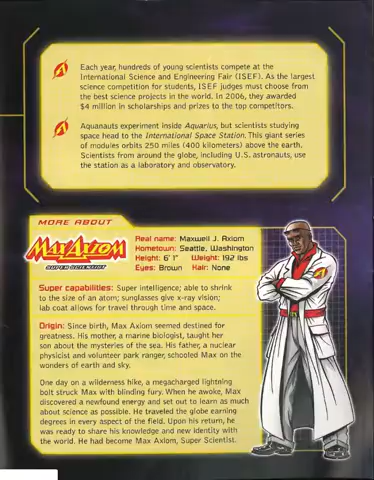 Each year, hundreds of young scientists compete at the
International Science and Engineering Fair (ISEF). As the largest
science competition for students, ISEF judges must choose from
the best science projects in the world. In 2006, they awarded
$4 million in scholarships and prizes to the top competitors.
Aquanauts experiment inside Aquarius, but scientists studying
space head to the International Space Station. This giant series
of modules orbits 250 miles (400 kilometers) above the earth.
Scientists from around the globe, including U.S. astronauts, use
the station as a laboratory and observatory.
MORE ABOUT
MAX AXIOM
SUPER SCIENTIST
Real name: Maxwell J. Axiom
Hometown: Seattle, Washington
Height: 6' 1" Weight: 192 lbs
Eyes: Brown Hair: None
Super capabilities: Super intelligence; able to shrink
to the size of an atom; sunglasses give x-ray vision;
lab coat allows for travel through time and space.
Origin: Since birth, Max Axiom seemed destined for
greatness. His mother, a marine biologist, taught her
son about the mysteries of the sea. His father, a nuclear
physicist and volunteer park ranger, schooled Max on the
wonders of earth and sky.
One day on a wilderness hike, a megacharged lightning
bolt struck Max with blinding fury. When he awoke, Max
discovered a newfound energy and set out to learn as much
about science as possible. He traveled the globe earning
degrees in every aspect of the field. Upon his return, he
was ready to share his knowledge and new identity with
the world. He had become Max Axiom, Super Scientist.